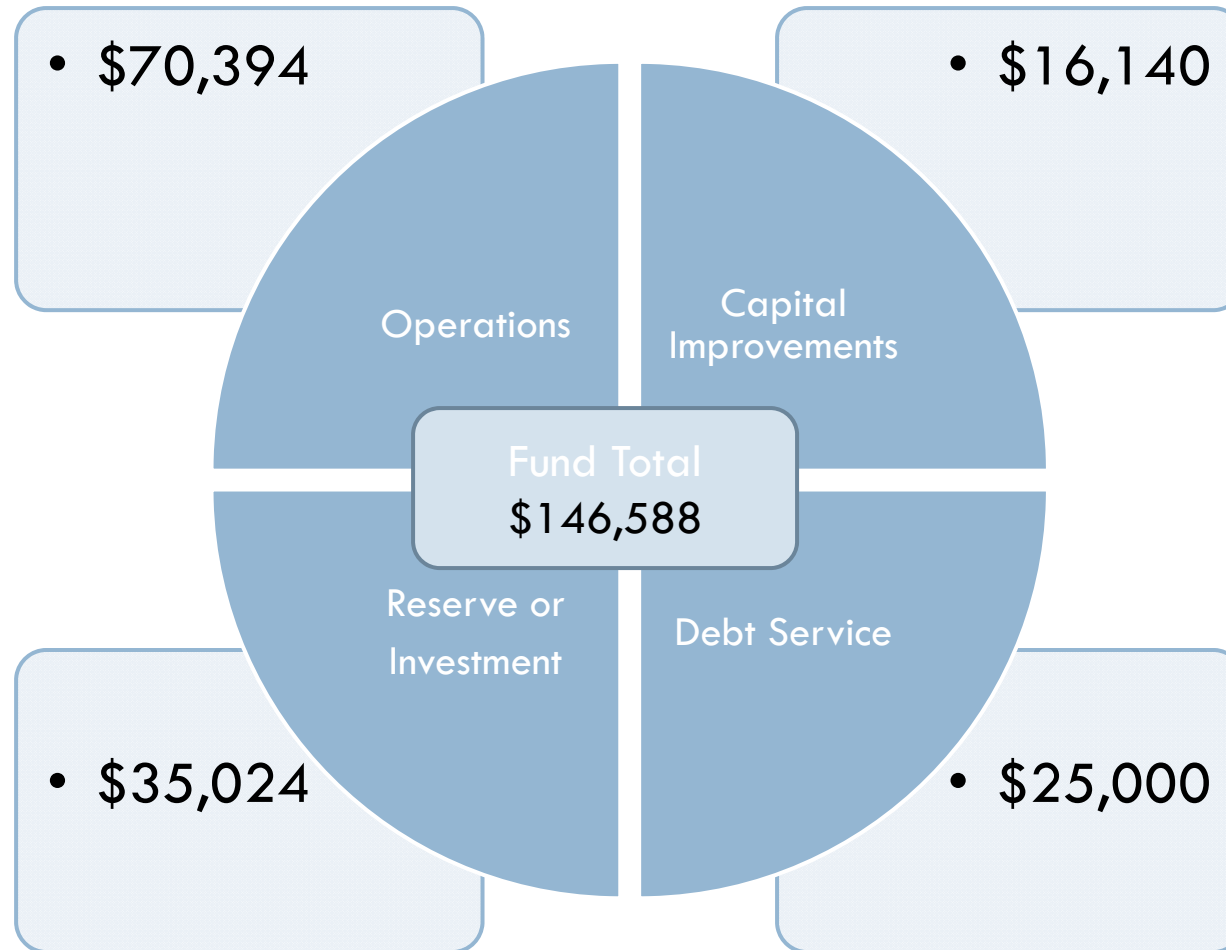 • $70,394
• $16,140
Operations
Capital
Improvements
Fund Total
$146,588
Reserve or
Investment
Debt Service
• $35,024
• $25,000